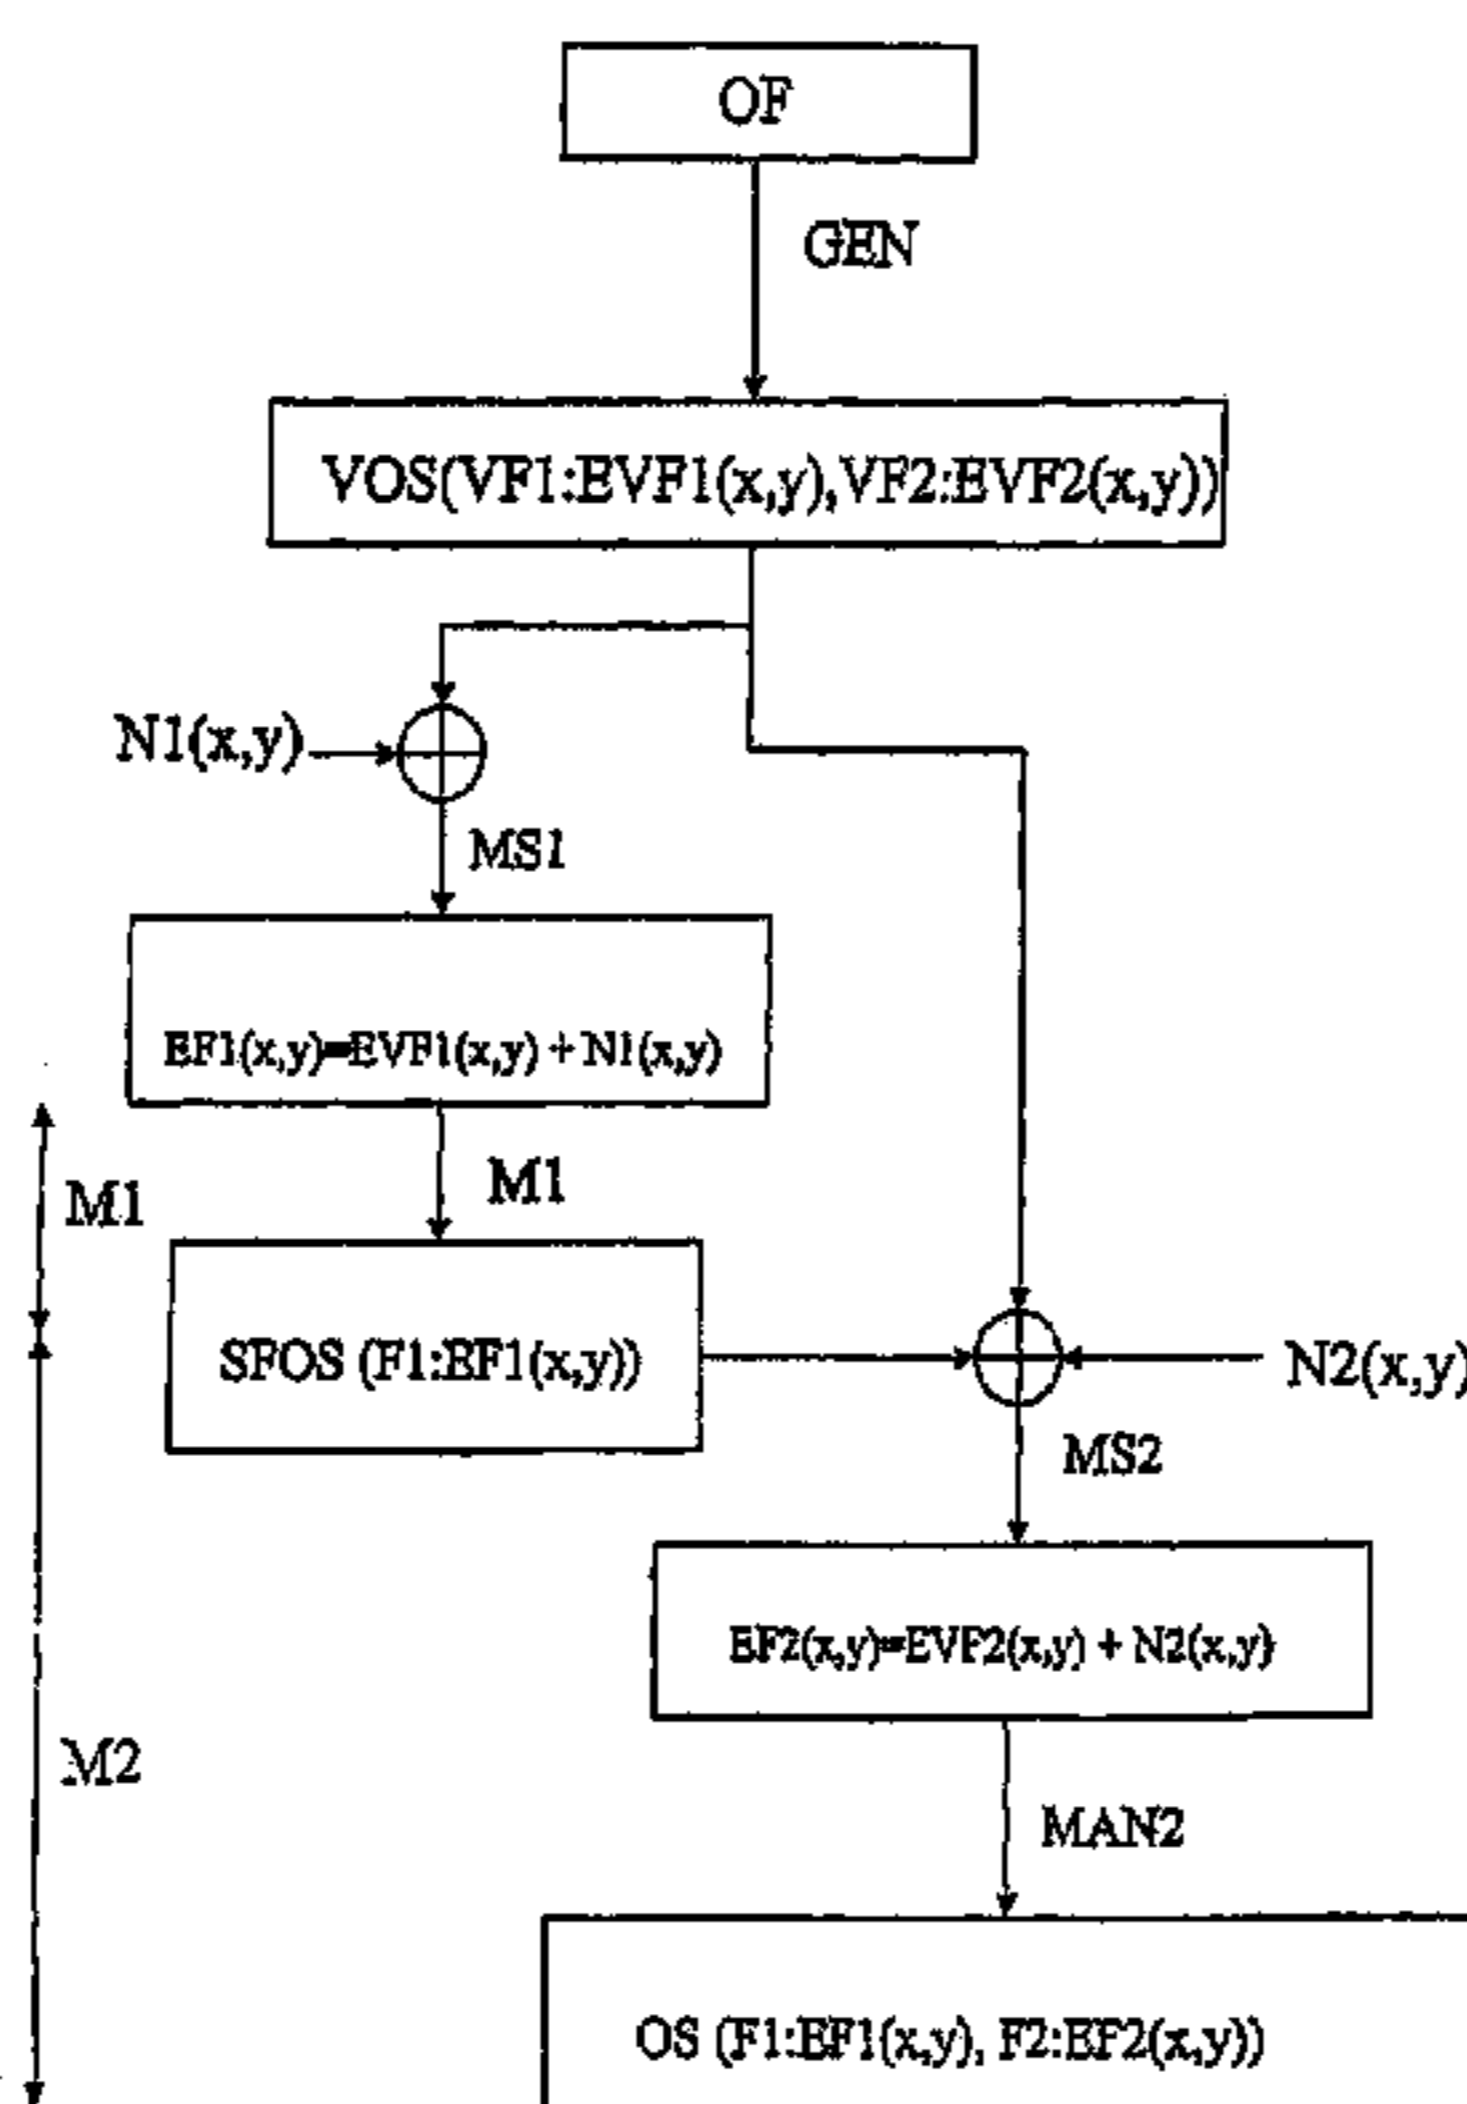 OF
GEN
VOS(VF1:EVF1(x,y),VF2:EVF2(x,y))
N1(x,y)
MS1
EF1(x,y)=EVF1(x,y) + N1(x,y)
M1
M1
SFOS (F1:EF1(x,y))
N2(x,y)
MS2
EF2(x,y)=EVF2(x,y) + N2(x,y)
M2
MAN2
OS (F1:EF1(x,y), F2:EF2(x,y))